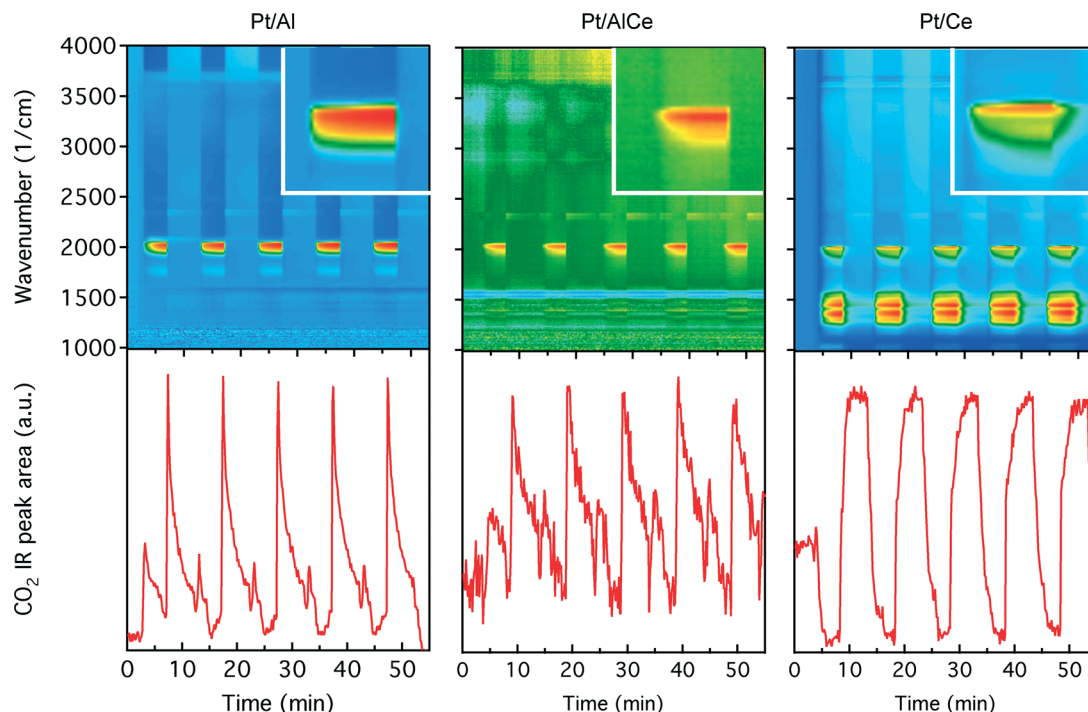 Pt/Al
Pt/AlCe
Pt/Ce
4000
3500
3000
2500
2000
1500
1000
Wavenumber (1/cm)
CO₂ IR peak area (a.u.)
0 10 20 30 40 50
0 10 20 30 40 50
0 10 20 30 40 50
Time (min)
Time (min)
Time (min)